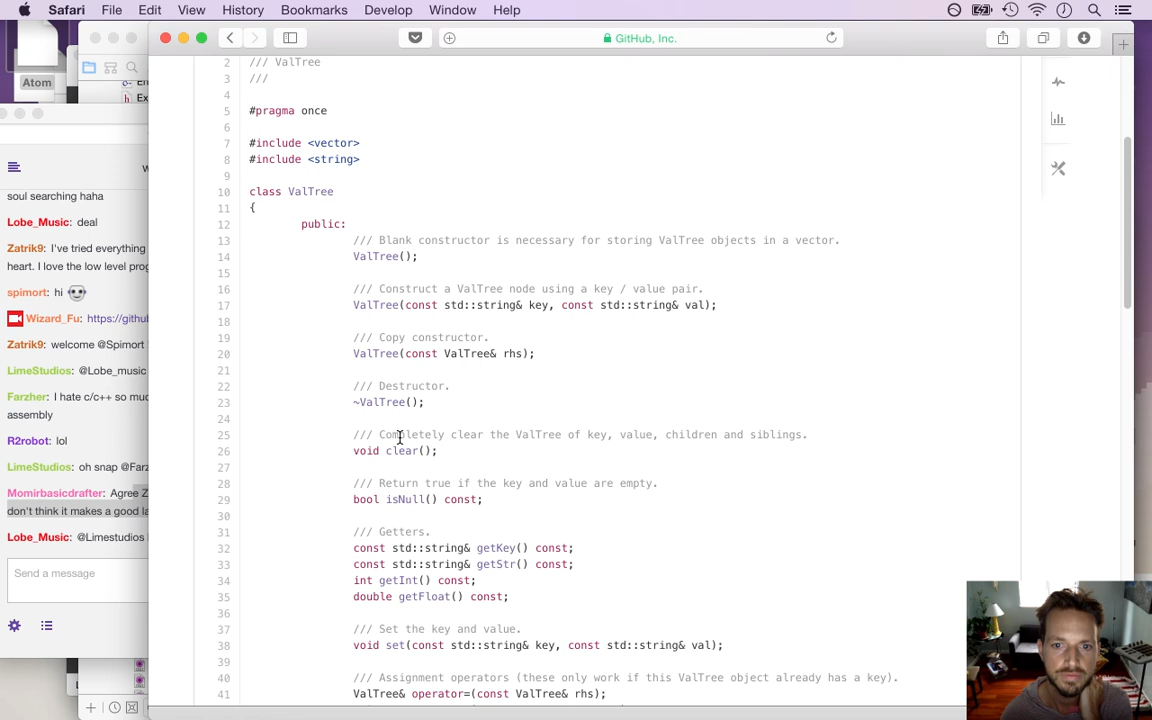 Safari File Edit View History Bookmarks Develop Window Help
GitHub, Inc.
Atom
soul searching haha
Lobe_Music: deal
Zatrik9: I've tried everything
heart. I love the low level prog
spimort: hi
Wizard_Fu: https://githu
Zatrik9: welcome @Spimort
LimeStudios: @Lobe_music
Farzher: I hate c/c++ so muc
assembly
R2robot: lol
LimeStudios: oh snap @Farz
Momirbasicdrafter: Agree Z
don't think it makes a good la
Lobe_Music: @Limestudios
Send a message
2 /// ValTree
3 ///
4
5 #pragma once
6
7 #include <vector>
8 #include <string>
9
10 class ValTree
11 {
12 public:
13 /// Blank constructor is necessary for storing ValTree objects in a vector.
14 ValTree();
15
16 /// Construct a ValTree node using a key / value pair.
17 ValTree(const std::string& key, const std::string& val);
18
19 /// Copy constructor.
20 ValTree(const ValTree& rhs);
21
22 /// Destructor.
23 ~ValTree();
24
25 /// Completely clear the ValTree of key, value, children and siblings.
26 void clear();
27
28 /// Return true if the key and value are empty.
29 bool isNull() const;
30
31 /// Getters.
32 const std::string& getKey() const;
33 const std::string& getStr() const;
34 int getInt() const;
35 double getFloat() const;
36
37 /// Set the key and value.
38 void set(const std::string& key, const std::string& val);
39
40 /// Assignment operators (these only work if this ValTree object already has a key).
41 ValTree& operator=(const ValTree& rhs);